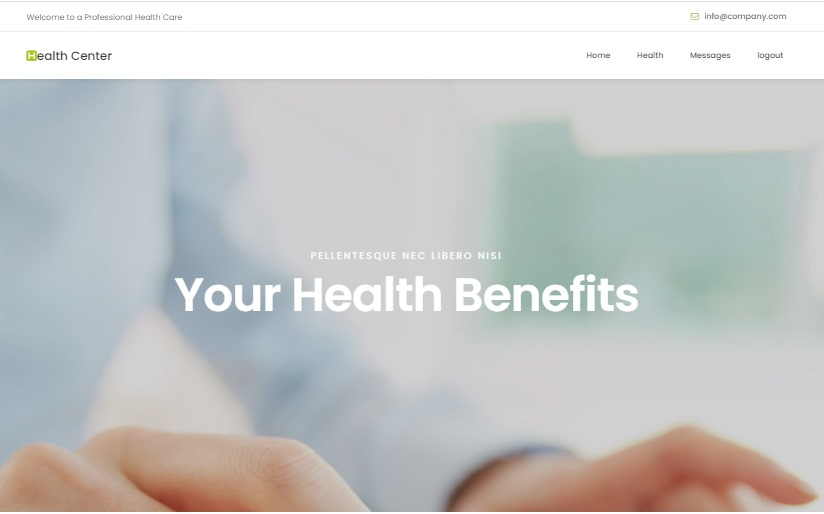 Welcome to a Professional Health Care
info@company.com
Health Center
Home
Health
Messages
logout
PELLENTESQUE NEC LIBERO NISI
Your Health Benefits